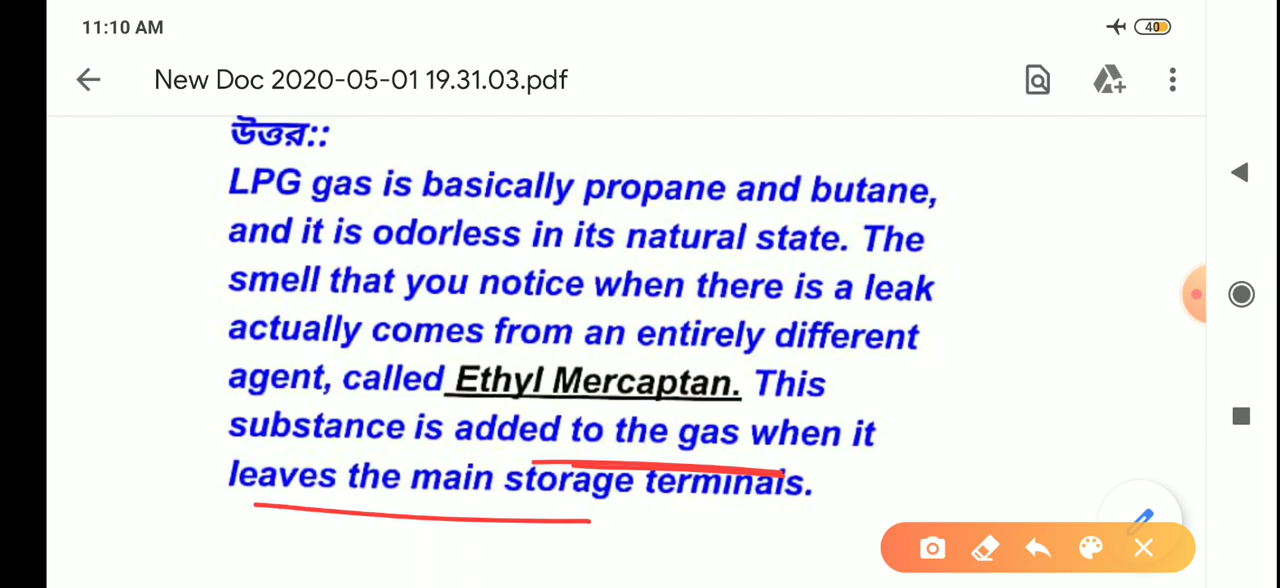 11:10 AM
40
New Doc 2020-05-01 19.31.03.pdf
উত্তর::
LPG gas is basically propane and butane,
and it is odorless in its natural state. The
smell that you notice when there is a leak
actually comes from an entirely different
agent, called Ethyl Mercaptan. This
substance is added to the gas when it
leaves the main storage terminals.